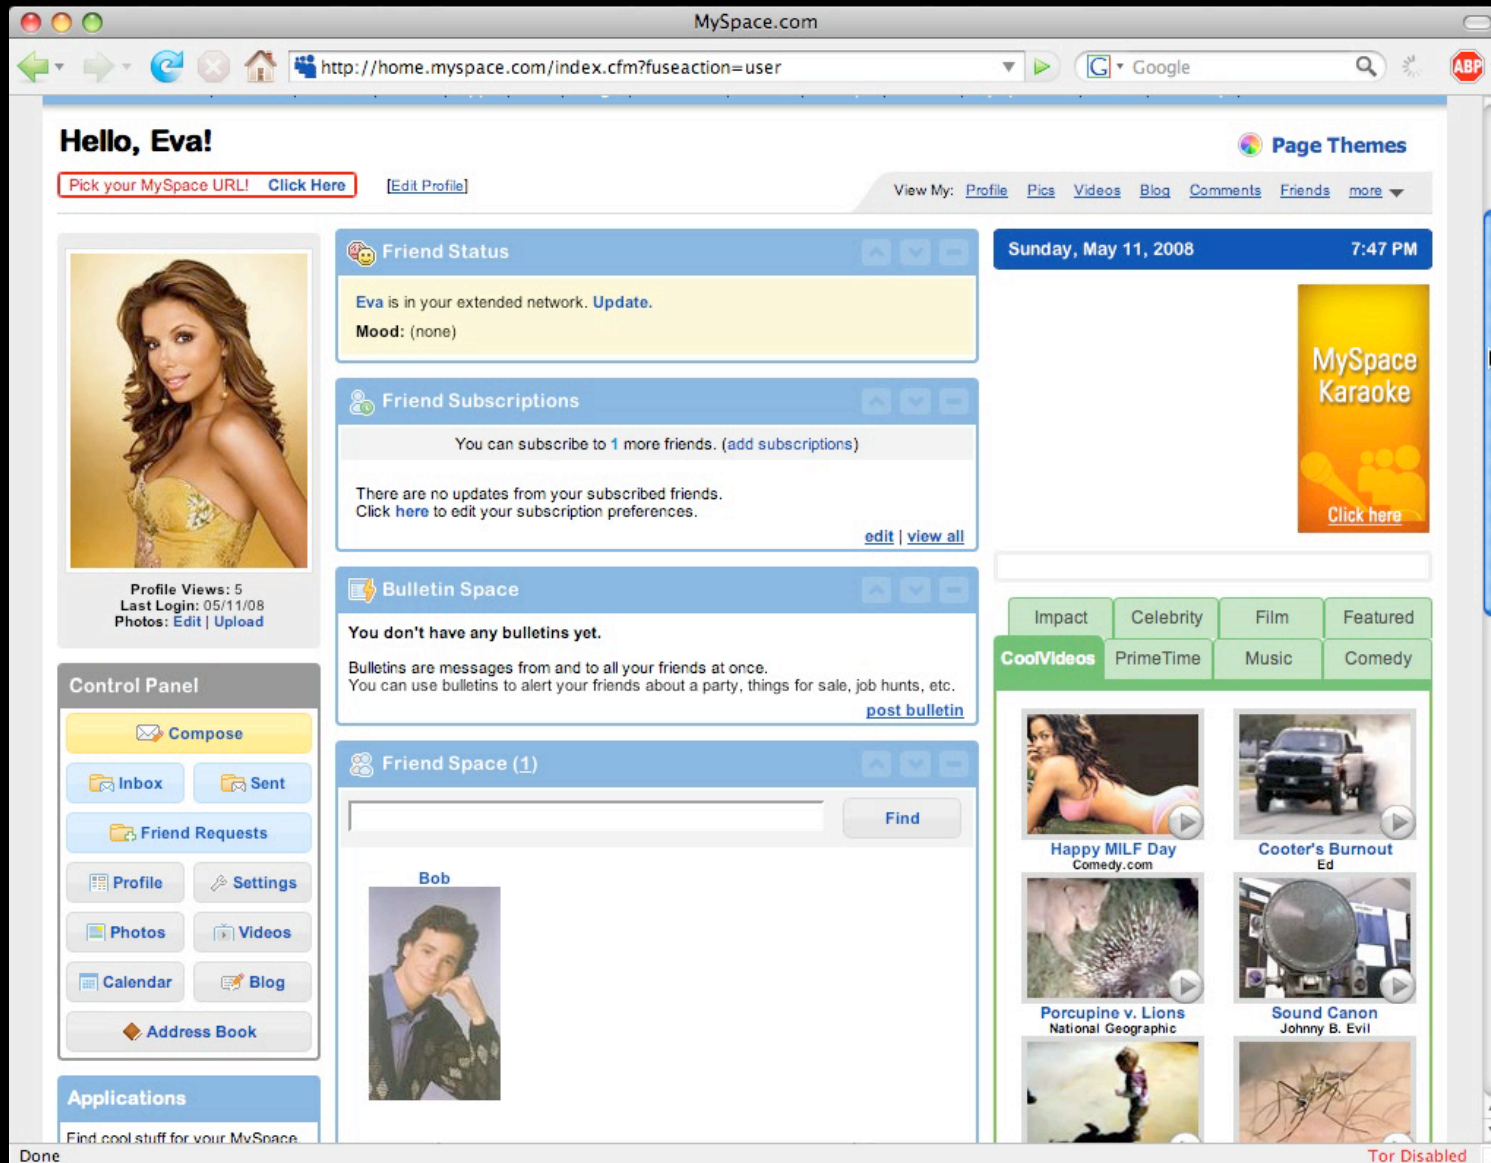 MySpace.com
http://home.myspace.com/index.cfm?fuseaction=user
G Google
ABP
Hello, Eva!
Page Themes
Pick your MySpace URL! Click Here [Edit Profile]
View My: Profile Pics Videos Blog Comments Friends more
Profile Views: 5
Last Login: 05/11/08
Photos: Edit | Upload
Control Panel
Compose
Inbox Sent
Friend Requests
Profile Settings
Photos Videos
Calendar Blog
Address Book
Applications
Find cool stuff for your MySpace
Friend Status
Eva is in your extended network. Update.
Mood: (none)
Friend Subscriptions
You can subscribe to 1 more friends. (add subscriptions)
There are no updates from your subscribed friends.
Click here to edit your subscription preferences.
edit | view all
Bulletin Space
You don't have any bulletins yet.
Bulletins are messages from and to all your friends at once.
You can use bulletins to alert your friends about a party, things for sale, job hunts, etc.
post bulletin
Friend Space (1)
Find
Bob
Sunday, May 11, 2008 7:47 PM
MySpace
Karaoke
Click here
Impact Celebrity Film Featured
CoolVideos PrimeTime Music Comedy
Happy MILF Day
Comedy.com
Cooter's Burnout
Ed
Porcupine v. Lions
National Geographic
Sound Canon
Johnny B. Evil
Done
Tor Disabled